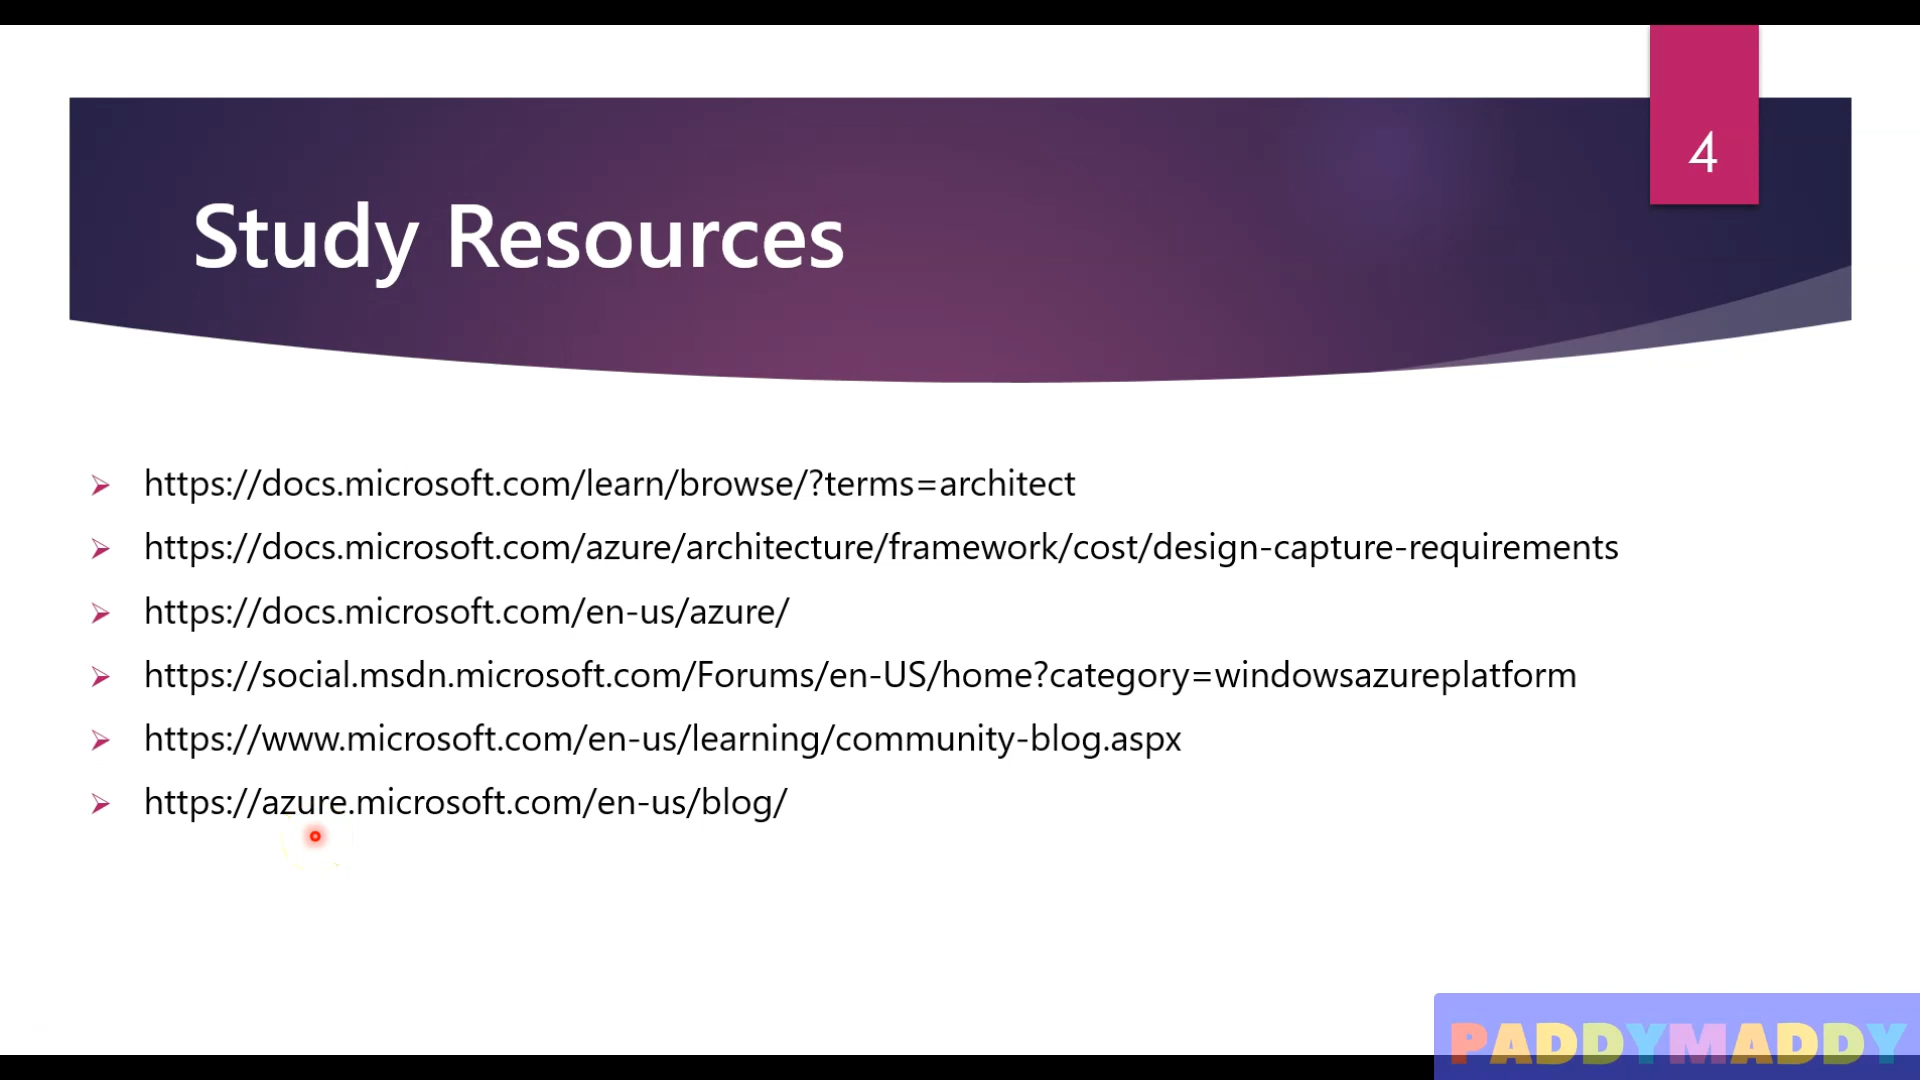 4
Study Resources
https://docs.microsoft.com/learn/browse/?terms=architect
https://docs.microsoft.com/azure/architecture/framework/cost/design-capture-requirements
https://docs.microsoft.com/en-us/azure/
https://social.msdn.microsoft.com/Forums/en-US/home?category=windowsazureplatform
https://www.microsoft.com/en-us/learning/community-blog.aspx
https://azure.microsoft.com/en-us/blog/
PADDYMADDY